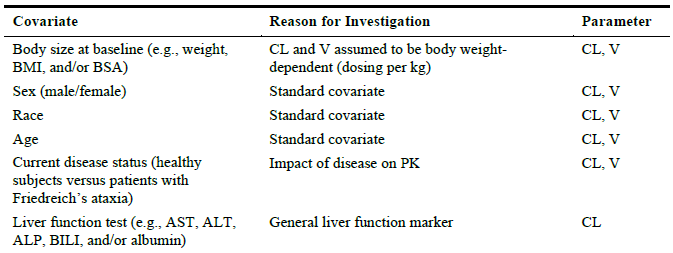 Covariate Reason for Investigation Parameter
Body size at baseline (e.g., weight, CL and V assumed to be body weight- CL, V
BMI, and/or BSA) dependent (dosing per kg)
Sex (male/female) Standard covariate CL, V
Race Standard covariate CL, V
Age Standard covariate CL, V
Current disease status (healthy Impact of disease on PK CL, V
subjects versus patients with
Friedreich’s ataxia)
Liver function test (e.g., AST, ALT, General liver function marker CL
ALP, BILI, and/or albumin)